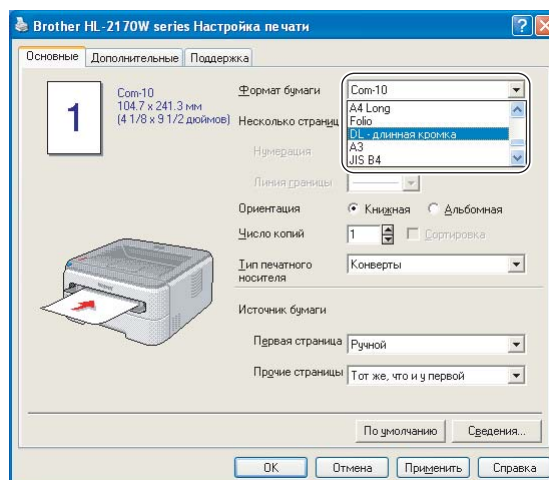 Brother HL-2170W series Настройка печати
Основные Дополнительные Поддержка
1
Com-10
104.7 x 241.3 мм
(4 1/8 x 9 1/2 дюймов)
Формат бумаги Com-10
A4 Long
Folio
DL - длинная кромка
A3
JIS B4
Несколько страниц
Нумерация
Линия границы
Ориентация Книжная Альбомная
Число копий 1 Сортировка
Тип печатного носителя Конверты
Источник бумаги
Первая страница Ручной
Прочие страницы Тот же, что и у первой
По умолчанию Сведения...
OK Отмена Применить Справка